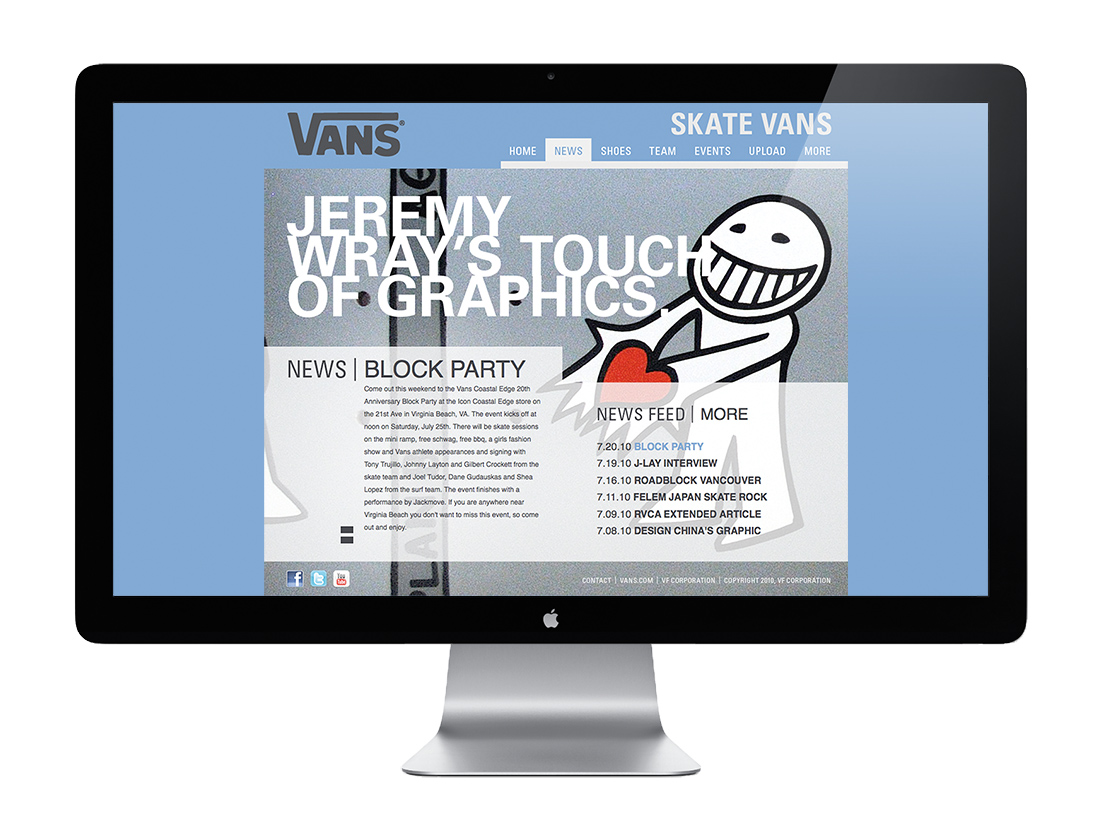 VANS®
SKATE VANS
HOME NEWS SHOES TEAM EVENTS UPLOAD MORE
JEREMY
WRAY'S TOUCH
OF GRAPHICS.
NEWS | BLOCK PARTY
Come out this weekend to the Vans Coastal Edge 20th
Anniversary Block Party at the Icon Coastal Edge store on
the 21st Ave in Virginia Beach, VA. The event kicks off at
noon on Saturday, July 25th. There will be skate sessions
on the mini ramp, free schwag, free bbq, a girls fashion
show and Vans athlete appearances and signing with
Tony Trujillo, Johnny Layton and Gilbert Crockett from the
skate team and Joel Tudor, Dane Gudauskas and Shea
Lopez from the surf team. The event finishes with a
performance by Jackmove. If you are anywhere near
Virginia Beach you don't want to miss this event, so come
out and enjoy.
NEWS FEED | MORE
7.20.10 BLOCK PARTY
7.19.10 J-LAY INTERVIEW
7.16.10 ROADBLOCK VANCOUVER
7.11.10 FELEM JAPAN SKATE ROCK
7.09.10 RVCA EXTENDED ARTICLE
7.08.10 DESIGN CHINA'S GRAPHIC
f t You Tube
CONTACT | VANS.COM | VF CORPORATION | COPYRIGHT 2010, VF CORPORATION